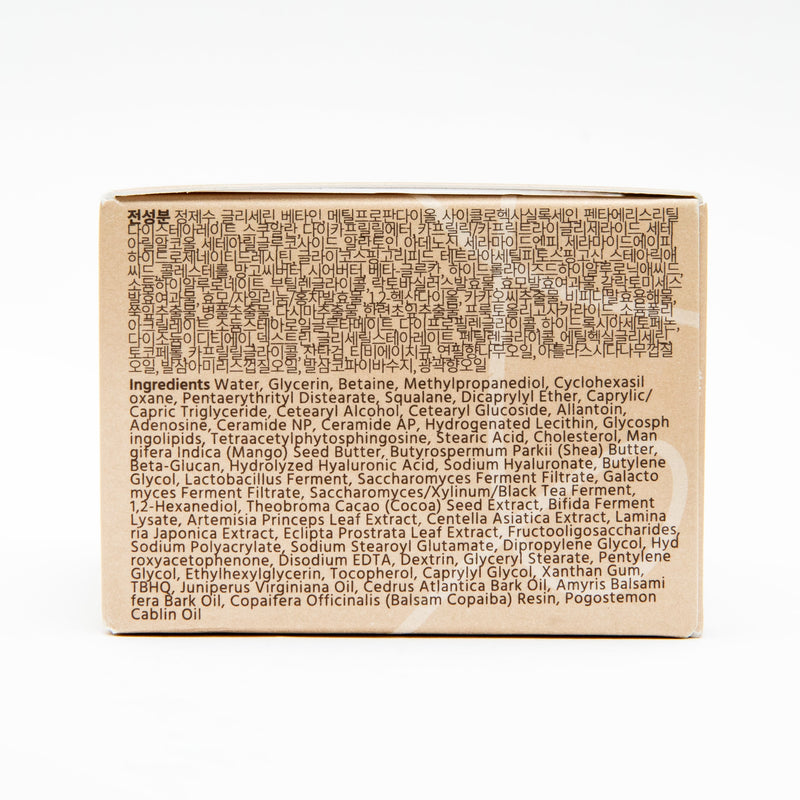 전성분 정제수, 글리세린, 베타인, 메틸프로판다이올, 사이클로헥사실록세인, 펜타에리스리틸
다이스테아레이트, 스쿠알란, 다이카프릴릴에터, 카프릴릭/카프릭트라이글리세라이드, 세테
아릴알코올, 세테아릴글루코사이드, 알란토인, 아데노신, 세라마이드엔피, 세라마이드에이피,
하이드로제네이티드레시틴, 글라이코스핑고리피드, 테트라아세틸피토스핑고신, 스테아릭애
씨드, 콜레스테롤, 망고씨버터, 시어버터, 베타-글루칸, 하이드롤라이즈드하이알루로닉애씨드,
소듐하이알루로네이트, 부틸렌글라이콜, 락토바실러스발효물, 효모발효여과물, 갈락토미세스
발효여과물, 효모/자일리눔/홍차발효물, 1,2-헥산다이올, 카카오씨추출물, 비피다발효용해물,
쑥잎추출물, 병풀추출물, 다시마추출물, 한련초잎추출물, 프룩토올리고사카라이드, 소듐폴리
아크릴레이트, 소듐스테아로일글루타메이트, 다이프로필렌글라이콜, 하이드록시아세토페논,
다이소듐이디티에이, 덱스트린, 글리세릴스테아레이트, 펜틸렌글라이콜, 에틸헥실글리세린,
토코페롤, 카프릴릴글라이콜, 잔탄검, 티비에이치큐, 연필향나무오일, 아틀라스시다나무껍질
오일, 발삼아미리스껍질오일, 발삼코파이바수지, 광곽향오일
Ingredients Water, Glycerin, Betaine, Methylpropanediol, Cyclohexasil
oxane, Pentaerythrityl Distearate, Squalane, Dicaprylyl Ether, Caprylic/
Capric Triglyceride, Cetearyl Alcohol, Cetearyl Glucoside, Allantoin,
Adenosine, Ceramide NP, Ceramide AP, Hydrogenated Lecithin, Glycosph
ingolipids, Tetraacetylphytosphingosine, Stearic Acid, Cholesterol, Man
gifera Indica (Mango) Seed Butter, Butyrospermum Parkii (Shea) Butter,
Beta-Glucan, Hydrolyzed Hyaluronic Acid, Sodium Hyaluronate, Butylene
Glycol, Lactobacillus Ferment, Saccharomyces Ferment Filtrate, Galacto
myces Ferment Filtrate, Saccharomyces/Xylinum/Black Tea Ferment,
1,2-Hexanediol, Theobroma Cacao (Cocoa) Seed Extract, Bifida Ferment
Lysate, Artemisia Princeps Leaf Extract, Centella Asiatica Extract, Lamina
ria Japonica Extract, Eclipta Prostrata Leaf Extract, Fructooligosaccharides,
Sodium Polyacrylate, Sodium Stearoyl Glutamate, Dipropylene Glycol, Hyd
roxyacetophenone, Disodium EDTA, Dextrin, Glyceryl Stearate, Pentylene
Glycol, Ethylhexylglycerin, Tocopherol, Caprylyl Glycol, Xanthan Gum,
TBHQ, Juniperus Virginiana Oil, Cedrus Atlantica Bark Oil, Amyris Balsami
fera Bark Oil, Copaifera Officinalis (Balsam Copaiba) Resin, Pogostemon
Cablin Oil